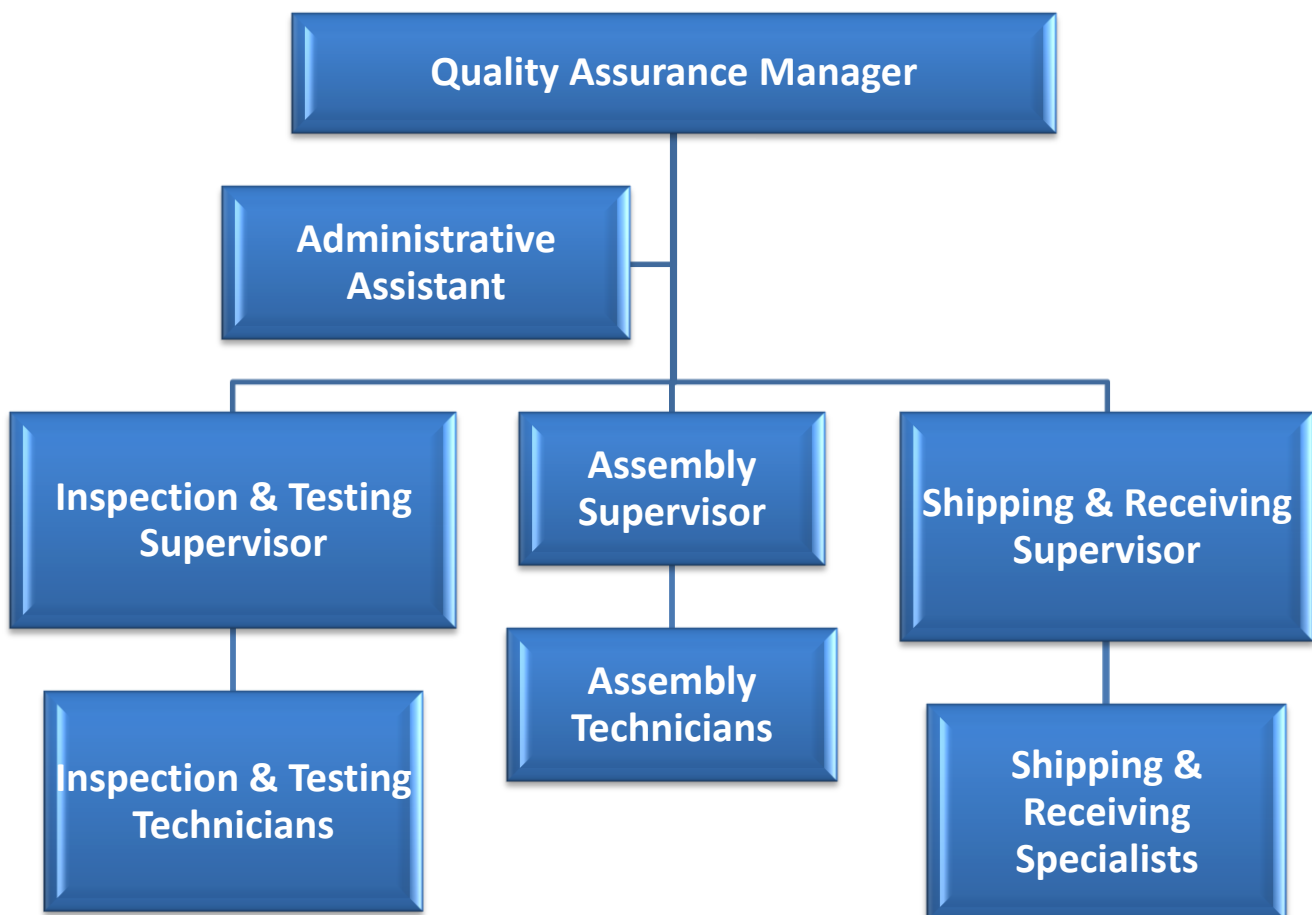 Quality Assurance Manager
Administrative
Assistant
Inspection & Testing
Supervisor
Assembly
Supervisor
Shipping & Receiving
Supervisor
Inspection & Testing
Technicians
Assembly
Technicians
Shipping &
Receiving
Specialists